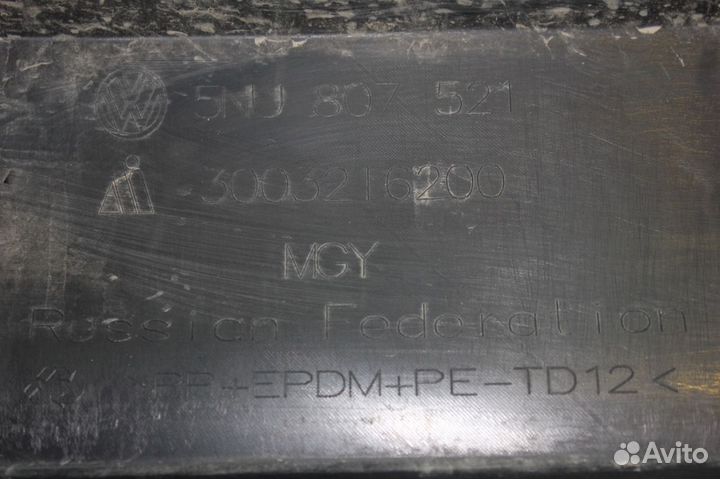 5NU 807 521
3003216200
MGY
Russian Federation
>PP+EPDM+PE-TD12<
Avito